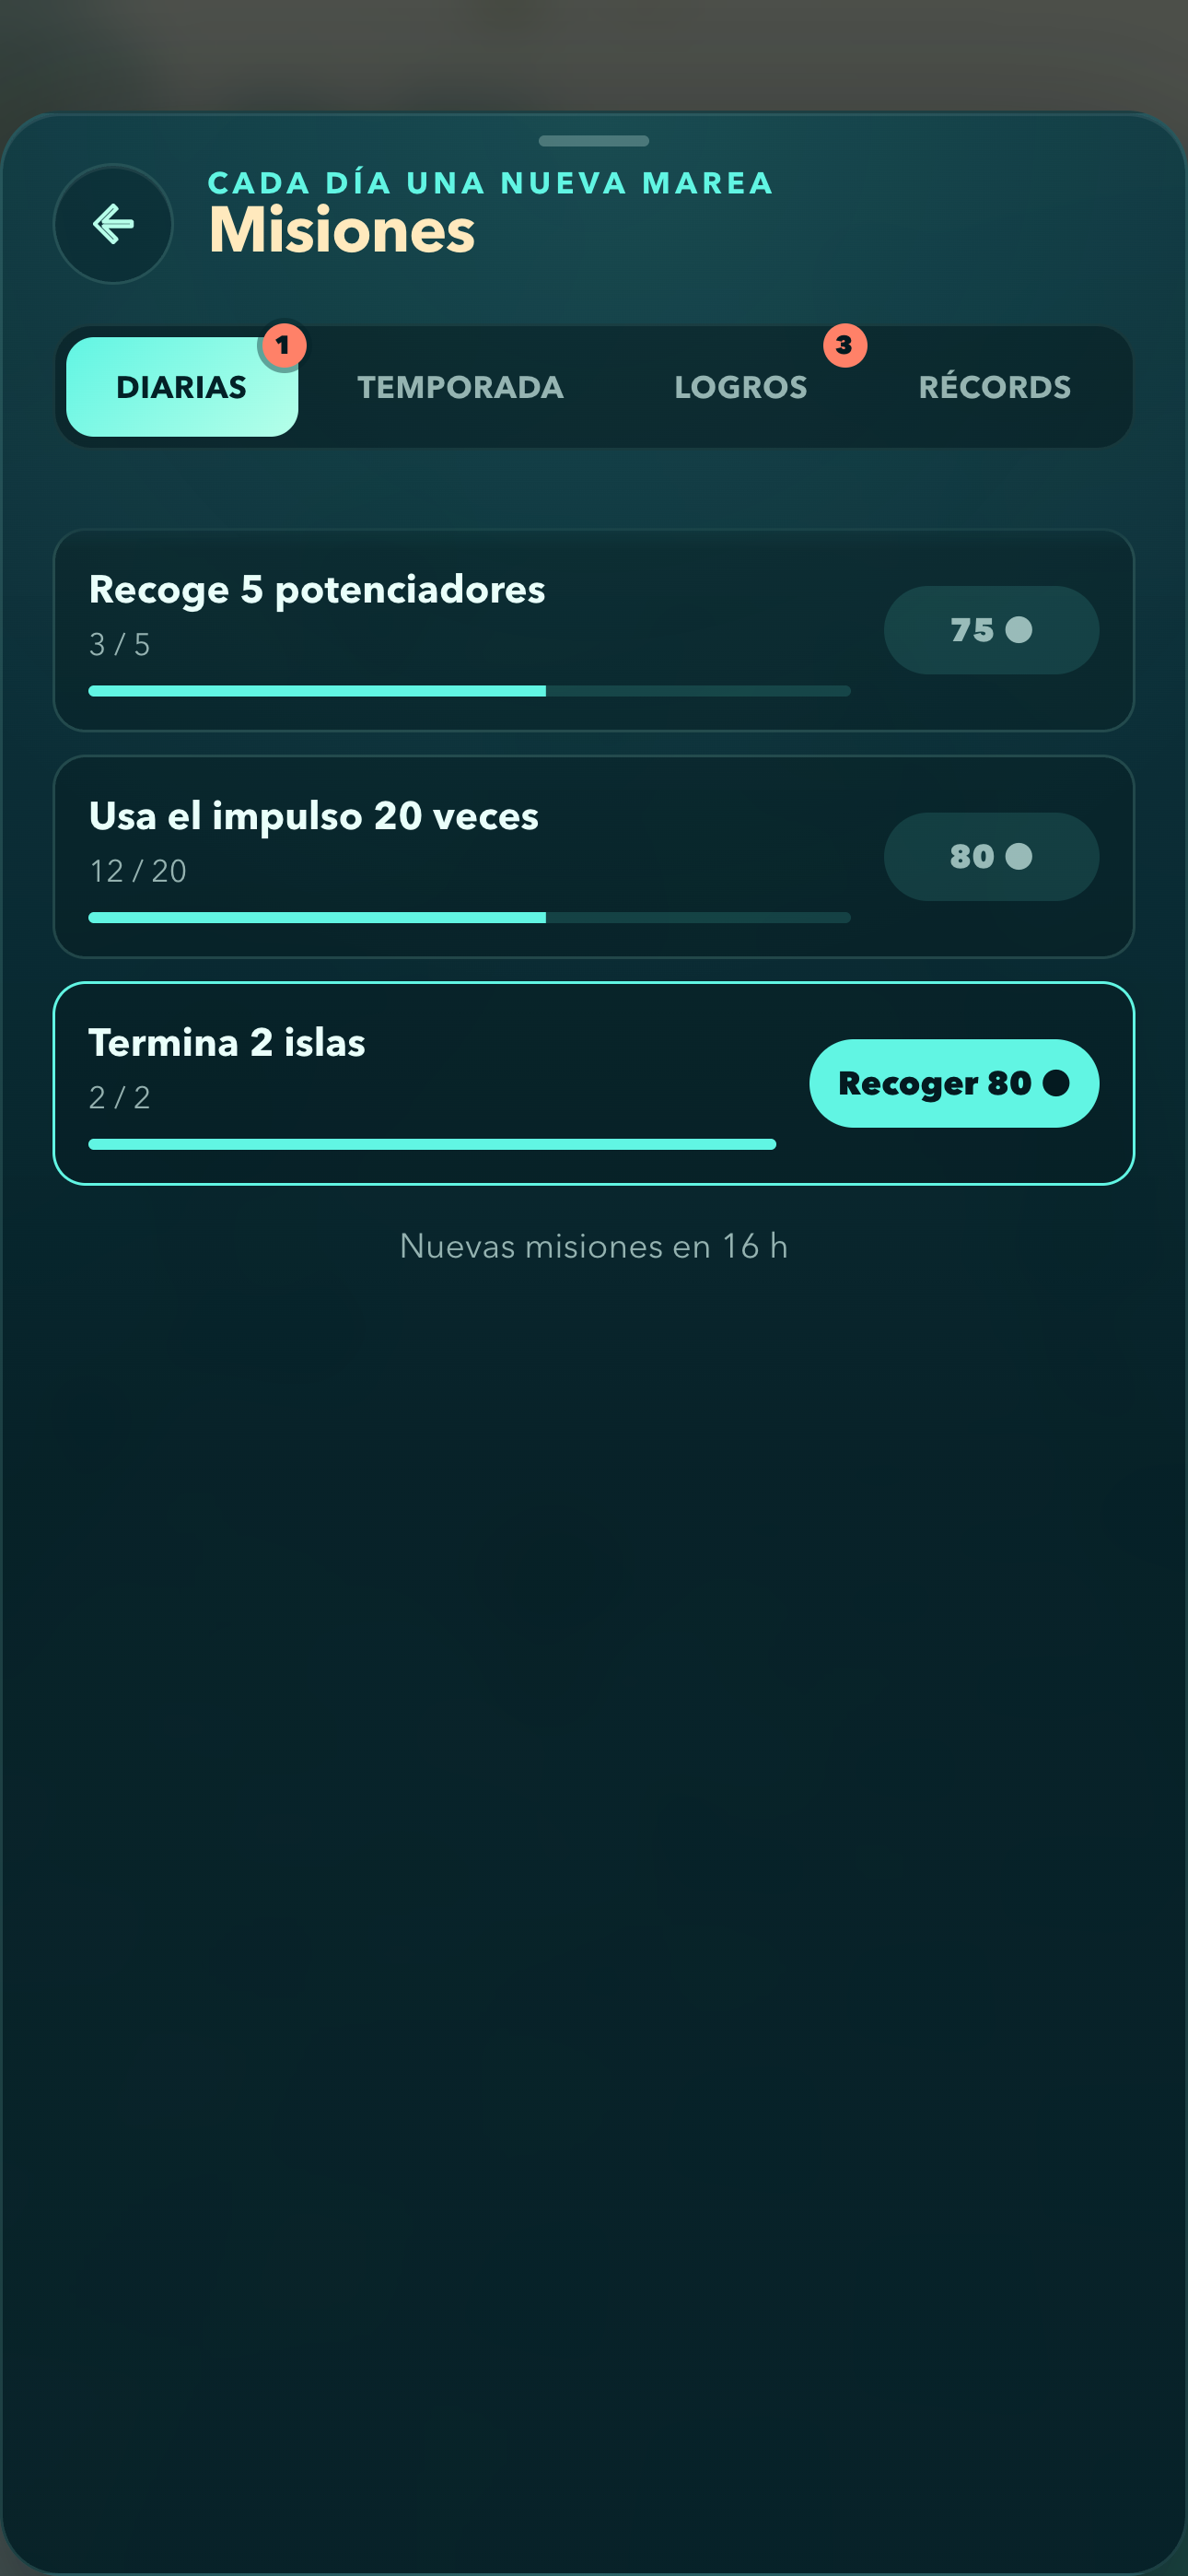 CADA DÍA UNA NUEVA MAREA
Misiones
DIARIAS 1 TEMPORADA LOGROS 3 RÉCORDS
Recoge 5 potenciadores
3 / 5
75
Usa el impulso 20 veces
12 / 20
80
Termina 2 islas
2 / 2
Recoger 80
Nuevas misiones en 16 h